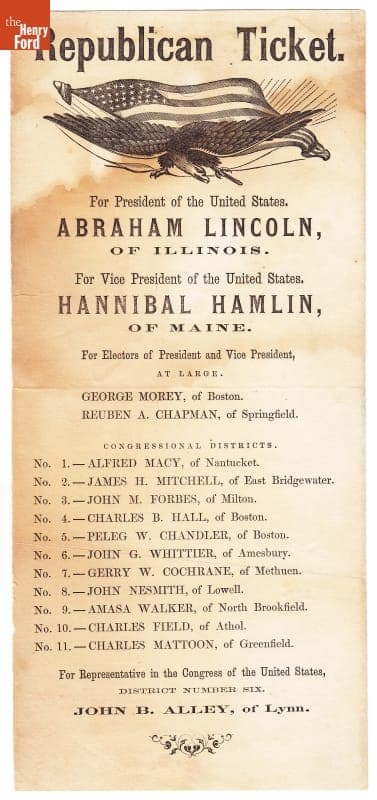 the
Henry
Ford
Republican Ticket.
For President of the United States.
ABRAHAM LINCOLN,
OF ILLINOIS.
For Vice President of the United States.
HANNIBAL HAMLIN,
OF MAINE.
For Electors of President and Vice President,
AT LARGE.
GEORGE MOREY, of Boston.
REUBEN A. CHAPMAN, of Springfield.
CONGRESSIONAL DISTRICTS.
No. 1.—ALFRED MACY, of Nantucket.
No. 2.—JAMES H. MITCHELL, of East Bridgewater.
No. 3.—JOHN M. FORBES, of Milton.
No. 4.—CHARLES B. HALL, of Boston.
No. 5.—PELEG W. CHANDLER, of Boston.
No. 6.—JOHN G. WHITTIER, of Amesbury.
No. 7.—GERRY W. COCHRANE, of Methuen.
No. 8.—JOHN NESMITH, of Lowell.
No. 9.—AMASA WALKER, of North Brookfield.
No. 10.—CHARLES FIELD, of Athol.
No. 11.—CHARLES MATTOON, of Greenfield.
For Representative in the Congress of the United States,
DISTRICT NUMBER SIX.
JOHN B. ALLEY, of Lynn.